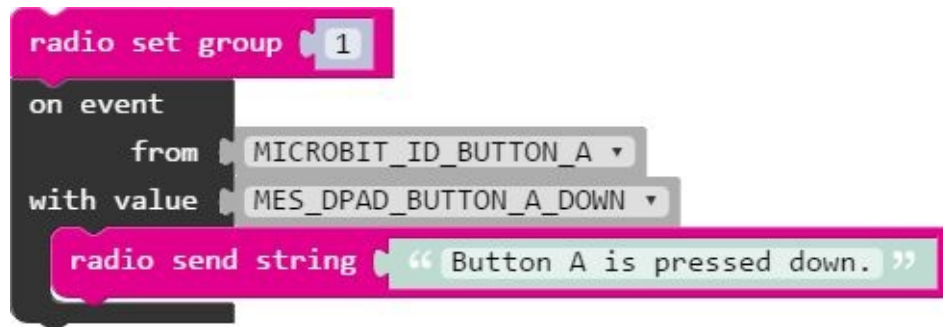 radio set group 1
on event
from MICROBIT_ID_BUTTON_A ▾
with value MES_DPAD_BUTTON_A_DOWN ▾
radio send string “ Button A is pressed down. ”